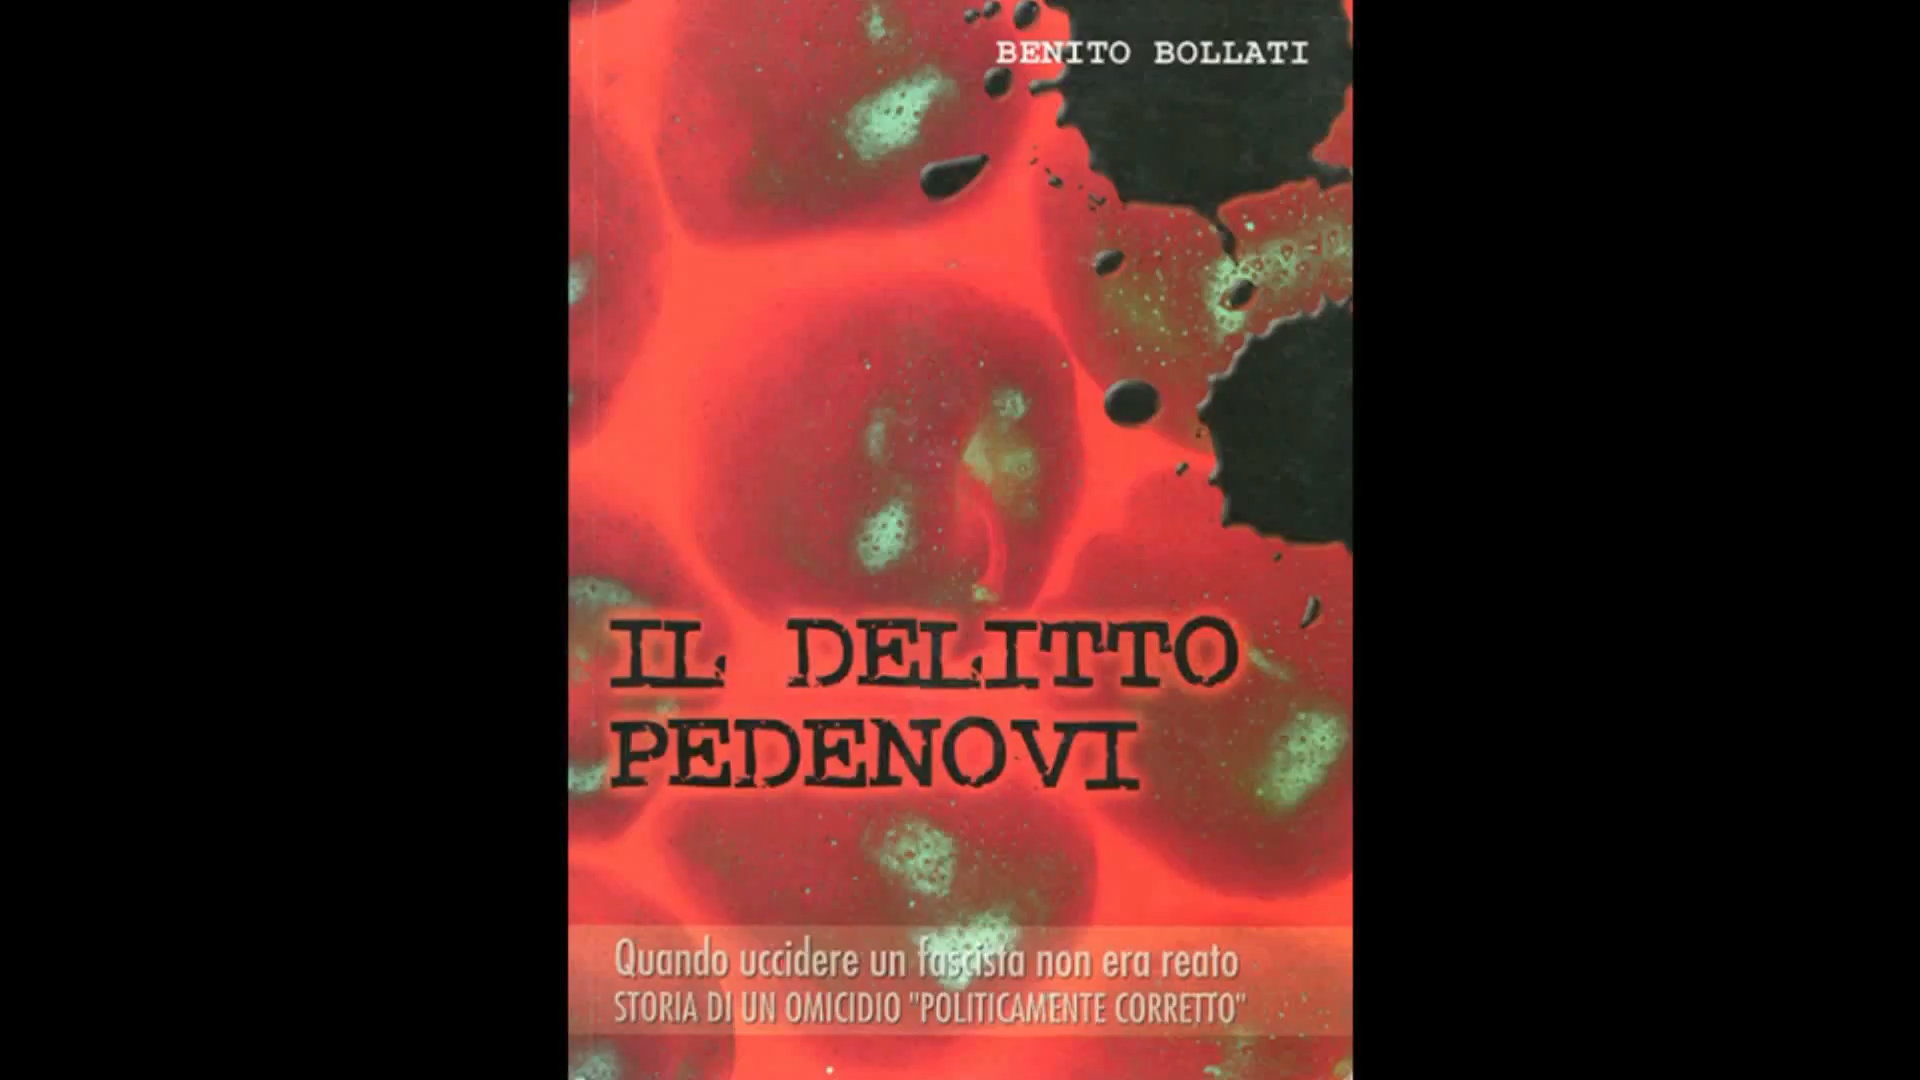 BENITO BOLLATI
IL DELITTO
PEDENOVI
Quando uccidere un fascista non era reato
STORIA DI UN OMICIDIO "POLITICAMENTE CORRETTO"